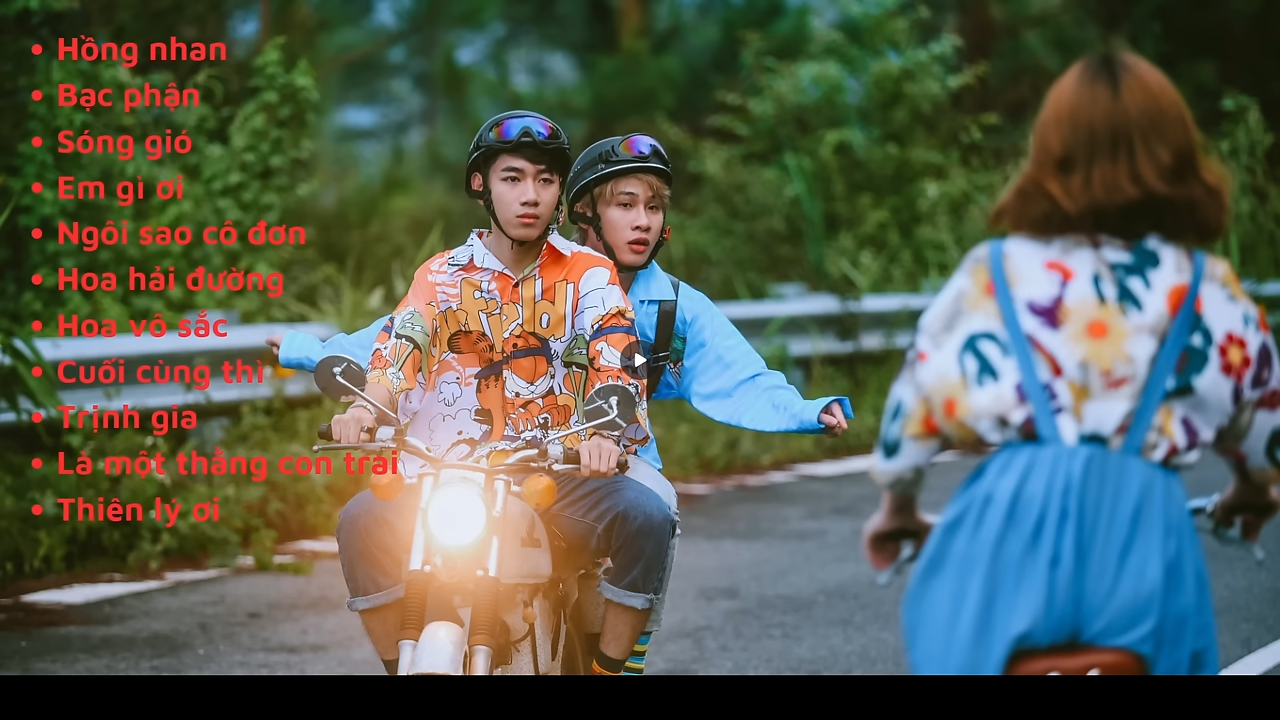 • Hồng nhan
• Bạc phận
• Sóng gió
• Em gì ơi
• Ngôi sao cô đơn
• Hoa hải đường
• Hoa vô sắc
• Cuối cùng thì
• Trịnh gia
• Là một thằng con trai
• Thiên lý ơi